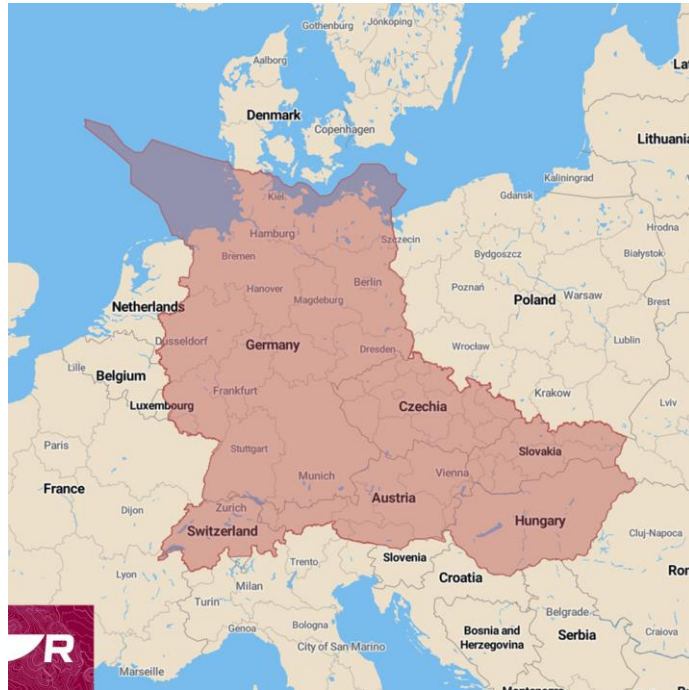 Gothenburg
Jönköping
Aalborg
Denmark
Copenhagen
Lithuania
Kaliningrad
Kiel
Gdansk
Hamburg
Szczecin
Hrodna
Bremen
Bydgoszcz
Białystok
Berlin
Hanover
Poznań
Netherlands
Magdeburg
Poland
Warsaw
Brest
Düsseldorf
Germany
Dresden
Wrocław
Lublin
Lille
Belgium
Frankfurt
Krakow
Luxembourg
Czechia
Lviv
Paris
Stuttgart
Slovakia
Munich
Vienna
France
Austria
Dijon
Zurich
Hungary
Switzerland
Cluj-Napoca
Slovenia
Trento
Ron
Lyon
Milan
Croatia
Turin
Belgrade
Genoa
Bologna
Bosnia and
Herzegovina
Serbia
Craiova
City of San Marino
R
Marseille